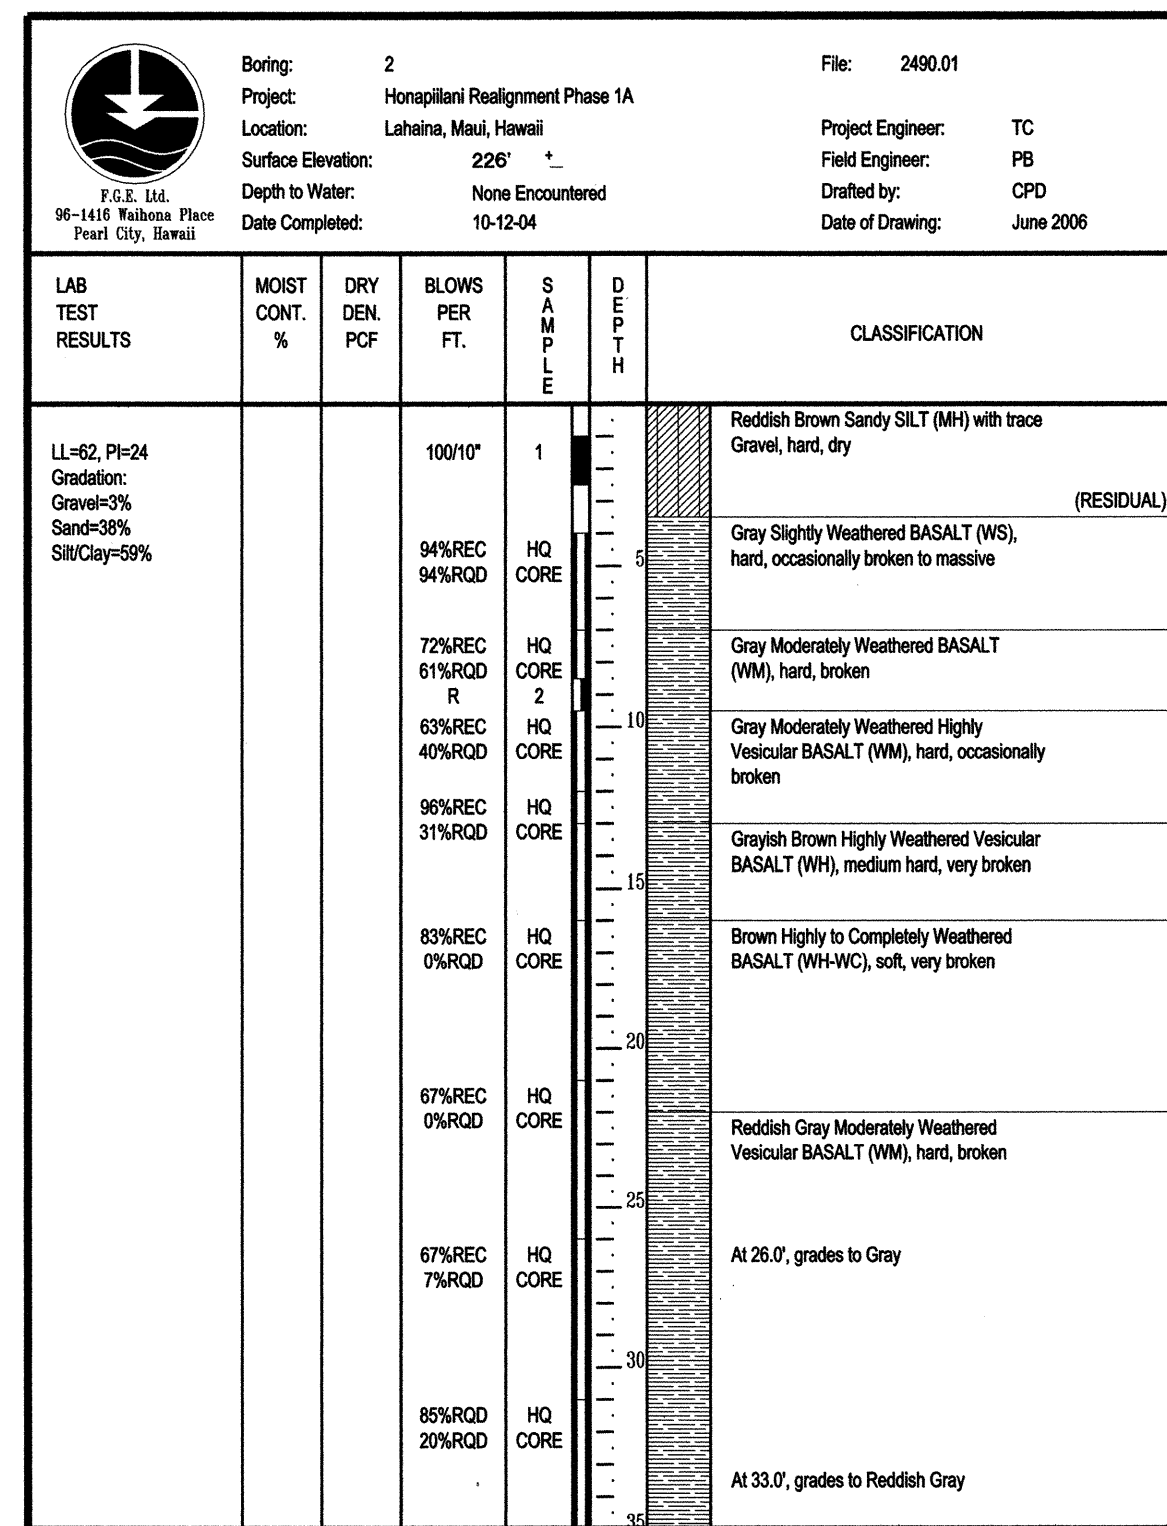 Boring: 2
Project: Honapiilani Realignment Phase 1A
Location: Lahaina, Maui, Hawaii
Surface Elevation: 226' +_
Depth to Water: None Encountered
Date Completed: 10-12-04
File: 2490.01
Project Engineer: TC
Field Engineer: PB
Drafted by: CPD
Date of Drawing: June 2006
F.G.E. Ltd.
96-1416 Waihona Place
Pearl City, Hawaii
LAB
TEST
RESULTS
MOIST
CONT.
%
DRY
DEN.
PCF
BLOWS
PER
FT.
SAMPLE
DEPTH
CLASSIFICATION
LL=62, PI=24
Gradation:
Gravel=3%
Sand=38%
Silt/Clay=59%
100/10" 1
94%REC HQ
94%RQD CORE
72%REC HQ
61%RQD CORE
R 2
63%REC HQ
40%RQD CORE
96%REC HQ
31%RQD CORE
83%REC HQ
0%RQD CORE
67%REC HQ
0%RQD CORE
67%REC HQ
7%RQD CORE
85%RQD HQ
20%RQD CORE
5
10
15
20
25
30
35
Reddish Brown Sandy SILT (MH) with trace
Gravel, hard, dry
(RESIDUAL)
Gray Slightly Weathered BASALT (WS),
hard, occasionally broken to massive
Gray Moderately Weathered BASALT
(WM), hard, broken
Gray Moderately Weathered Highly
Vesicular BASALT (WM), hard, occasionally
broken
Grayish Brown Highly Weathered Vesicular
BASALT (WH), medium hard, very broken
Brown Highly to Completely Weathered
BASALT (WH-WC), soft, very broken
Reddish Gray Moderately Weathered
Vesicular BASALT (WM), hard, broken
At 26.0', grades to Gray
At 33.0', grades to Reddish Gray